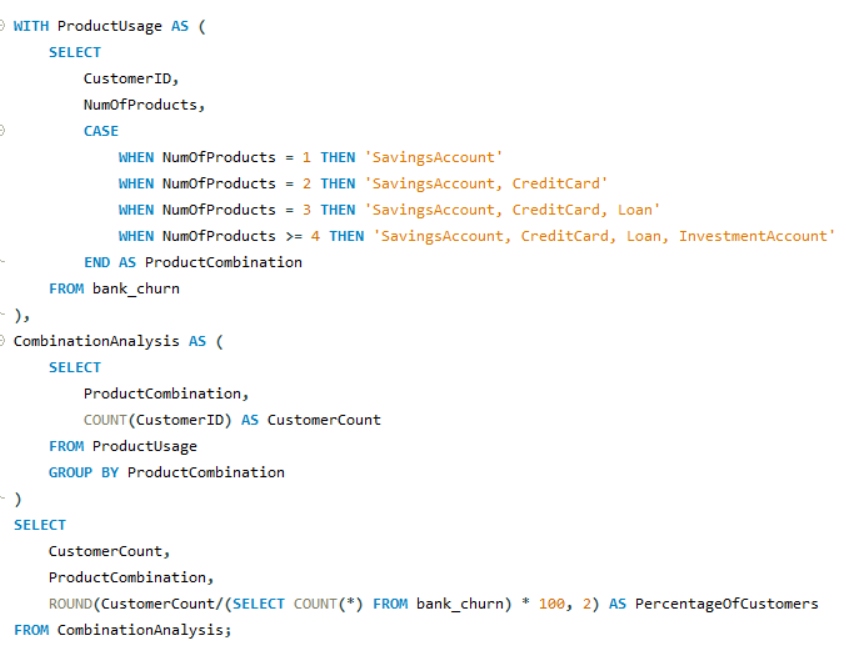 WITH ProductUsage AS (
    SELECT
        CustomerID,
        NumOfProducts,
        CASE
            WHEN NumOfProducts = 1 THEN 'SavingsAccount'
            WHEN NumOfProducts = 2 THEN 'SavingsAccount, CreditCard'
            WHEN NumOfProducts = 3 THEN 'SavingsAccount, CreditCard, Loan'
            WHEN NumOfProducts >= 4 THEN 'SavingsAccount, CreditCard, Loan, InvestmentAccount'
        END AS ProductCombination
    FROM bank_churn
),
CombinationAnalysis AS (
    SELECT
        ProductCombination,
        COUNT(CustomerID) AS CustomerCount
    FROM ProductUsage
    GROUP BY ProductCombination
)
SELECT
    CustomerCount,
    ProductCombination,
    ROUND(CustomerCount/(SELECT COUNT(*) FROM bank_churn) * 100, 2) AS PercentageOfCustomers
FROM CombinationAnalysis;